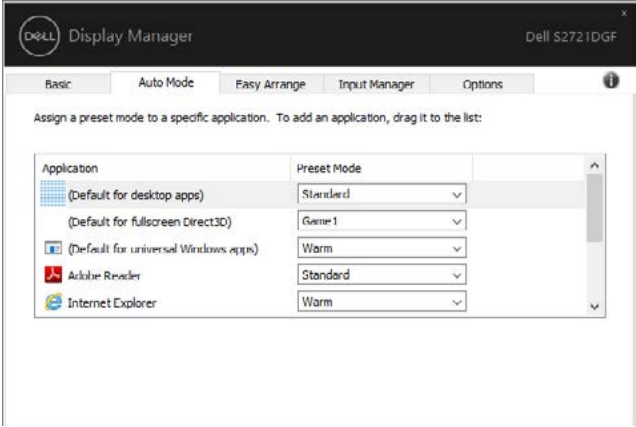 DELL Display Manager
Dell S2721DGF
x
Basic Auto Mode Easy Arrange Input Manager Options
Assign a preset mode to a specific application. To add an application, drag it to the list:
Application Preset Mode
(Default for desktop apps) Standard
(Default for fullscreen Direct3D) Game1
(Default for universal Windows apps) Warm
Adobe Reader Standard
Internet Explorer Warm